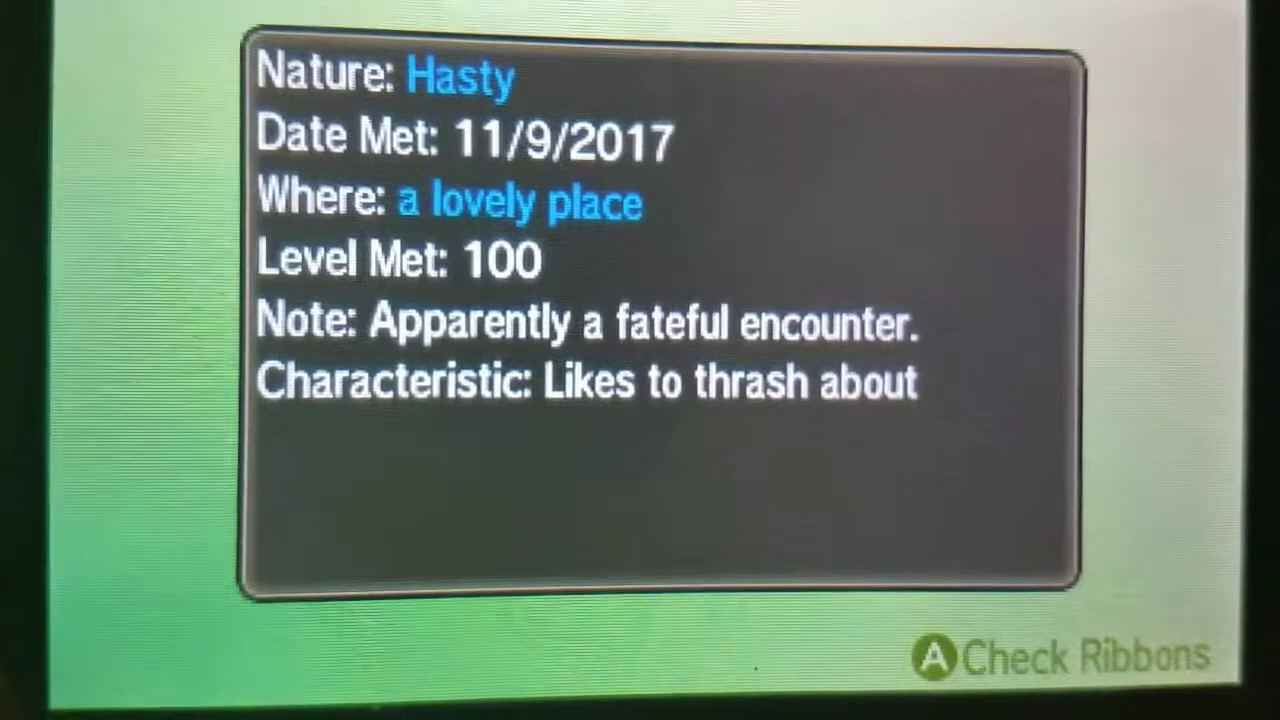 Nature: Hasty
Date Met: 11/9/2017
Where: a lovely place
Level Met: 100
Note: Apparently a fateful encounter.
Characteristic: Likes to thrash about
A Check Ribbons